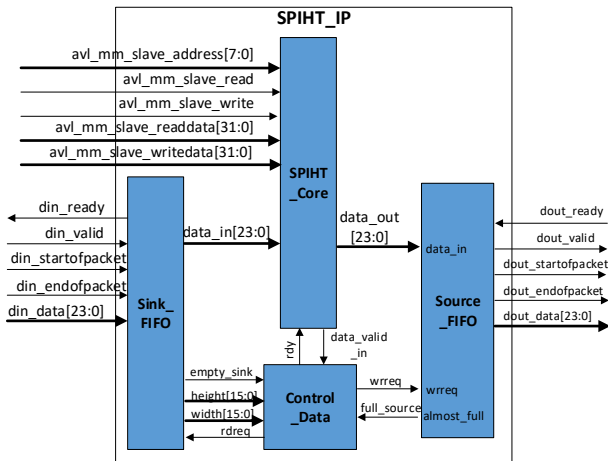 SPIHT_IP
avl_mm_slave_address[7:0]
avl_mm_slave_read
avl_mm_slave_write
avl_mm_slave_readdata[31:0]
avl_mm_slave_writedata[31:0]
SPIHT
_Core
din_ready
din_valid
din_startofpacket
din_endofpacket
din_data[23:0]
Sink_
FIFO
data_in[23:0]
data_out
[23:0]
data_in
Source
_FIFO
dout_ready
dout_valid
dout_startofpacket
dout_endofpacket
dout_data[23:0]
rdy
data_valid
_in
empty_sink
height[15:0]
width[15:0]
rdreq
Control
_Data
wrreq
full_source
wrreq
almost_full